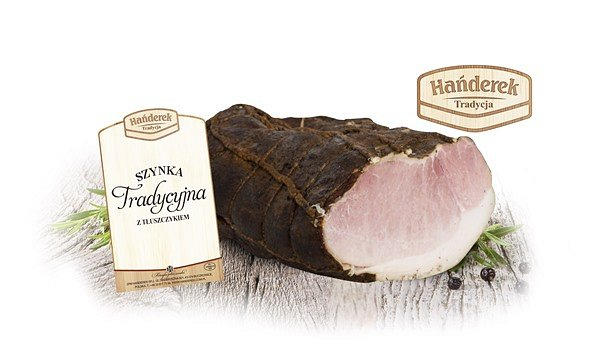 Hańderek
Tradycja
Hańderek
Tradycja
SZYNKA
Tradycyjna
Z TŁUSZCZYKIEM